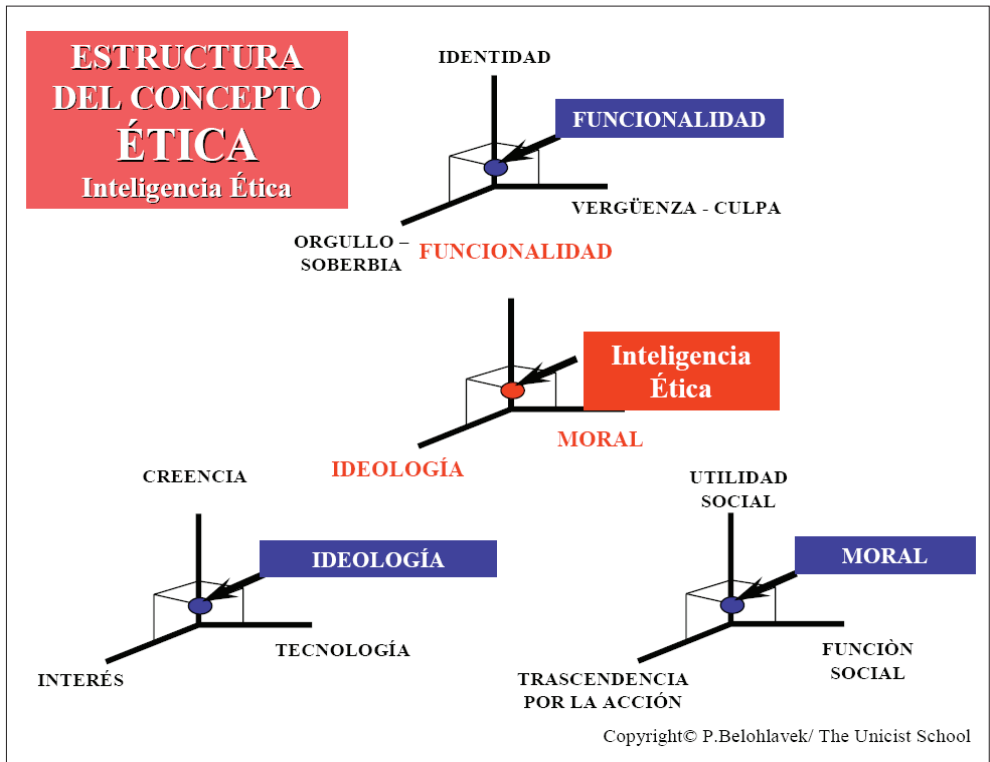 ESTRUCTURA
DEL CONCEPTO
ÉTICA
Inteligencia Ética
IDENTIDAD
FUNCIONALIDAD
VERGÜENZA - CULPA
ORGULLO –
SOBERBIA
FUNCIONALIDAD
Inteligencia
Ética
MORAL
IDEOLOGÍA
CREENCIA
IDEOLOGÍA
TECNOLOGÍA
INTERÉS
UTILIDAD
SOCIAL
MORAL
FUNCIÒN
SOCIAL
TRASCENDENCIA
POR LA ACCIÓN
Copyright© P.Belohlavek/ The Unicist School